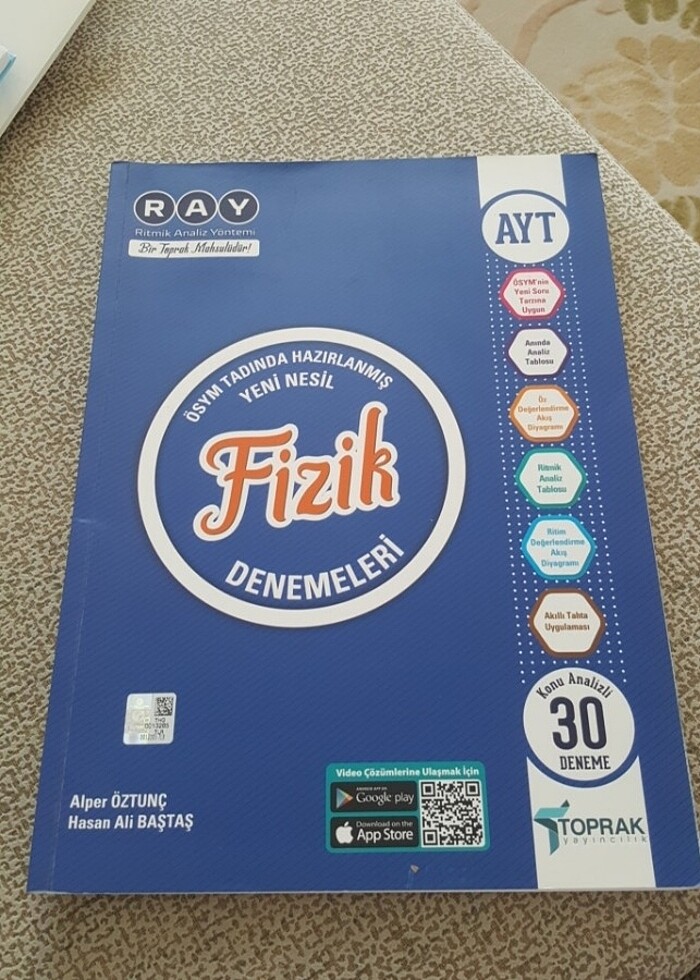 RAY
Ritmik Analiz Yöntemi
Bir Toprak Mahsulüdür!
AYT
ÖSYM'nin
Yeni Soru
Tarzına
Uygun
Anında
Analiz
Tablosu
Öz
Değerlendirme
Akış
Diyagramı
Ritmik
Analiz
Tablosu
Ritim
Değerlendirme
Akış
Diyagramı
Akıllı Tahta
Uygulaması
ÖSYM TADINDA HAZIRLANMIŞ
YENİ NESİL
Fizik
DENEMELERİ
Konu Analizli
30
DENEME
Alper ÖZTUNÇ
Hasan Ali BAŞTAŞ
Video Çözümlerine Ulaşmak İçin
ANDROID APP ON
Google play
Download on the
App Store
TOPRAK
yayıncılık